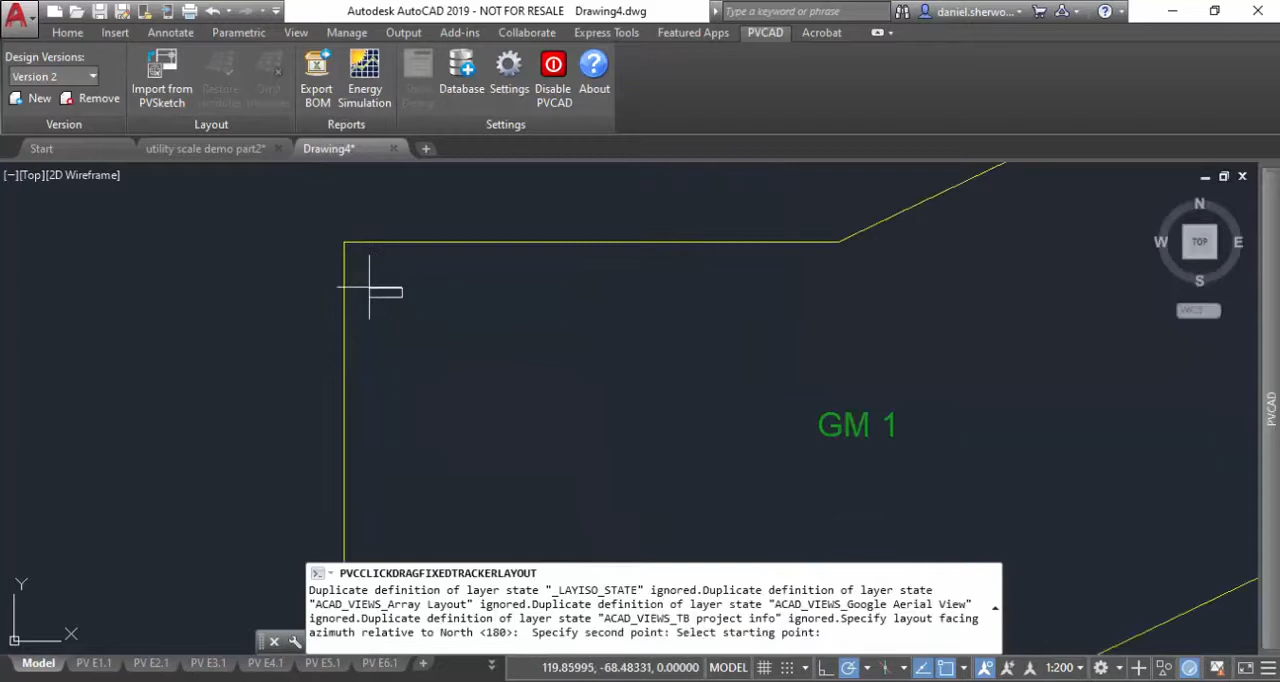 Autodesk AutoCAD 2019 - NOT FOR RESALE Drawing4.dwg
Type a keyword or phrase
daniel.sherwo...
Home Insert Annotate Parametric View Manage Output Add-ins Collaborate Express Tools Featured Apps PVCAD Acrobat
Design Versions:
Version 2
New Remove
Import from
PVSketch
Export
BOM
Energy
Simulation
Database
Settings
Disable
PVCAD
About
Version Layout Reports Settings
Start utility scale demo part2* Drawing4*
[−][Top][2D Wireframe]
N
W TOP E
S
WCS
PVCAD
GM 1
PVCCLICKDRAGFIXEDTRACKERLAYOUT
Duplicate definition of layer state "_LAYISO_STATE" ignored.Duplicate definition of layer state
"ACAD_VIEWS_Array Layout" ignored.Duplicate definition of layer state "ACAD_VIEWS_Google Aerial View"
ignored.Duplicate definition of layer state "ACAD_VIEWS_TB project info" ignored.Specify layout facing
azimuth relative to North <180>: Specify second point: Select starting point:
Y
X
Model PV E1.1 PV E2.1 PV E3.1 PV E4.1 PV E5.1 PV E6.1
119.85995, -68.48331, 0.00000 MODEL 1:200